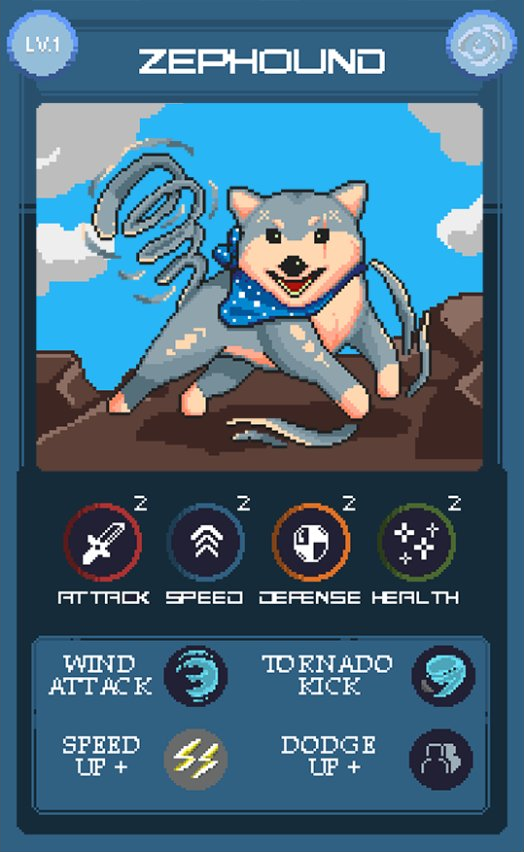 LV.1
ZEPHOUND
2 2 2 2
ATTACK SPEED DEFENSE HEALTH
WIND TORNADO
ATTACK KICK
SPEED DODGE
UP + UP +